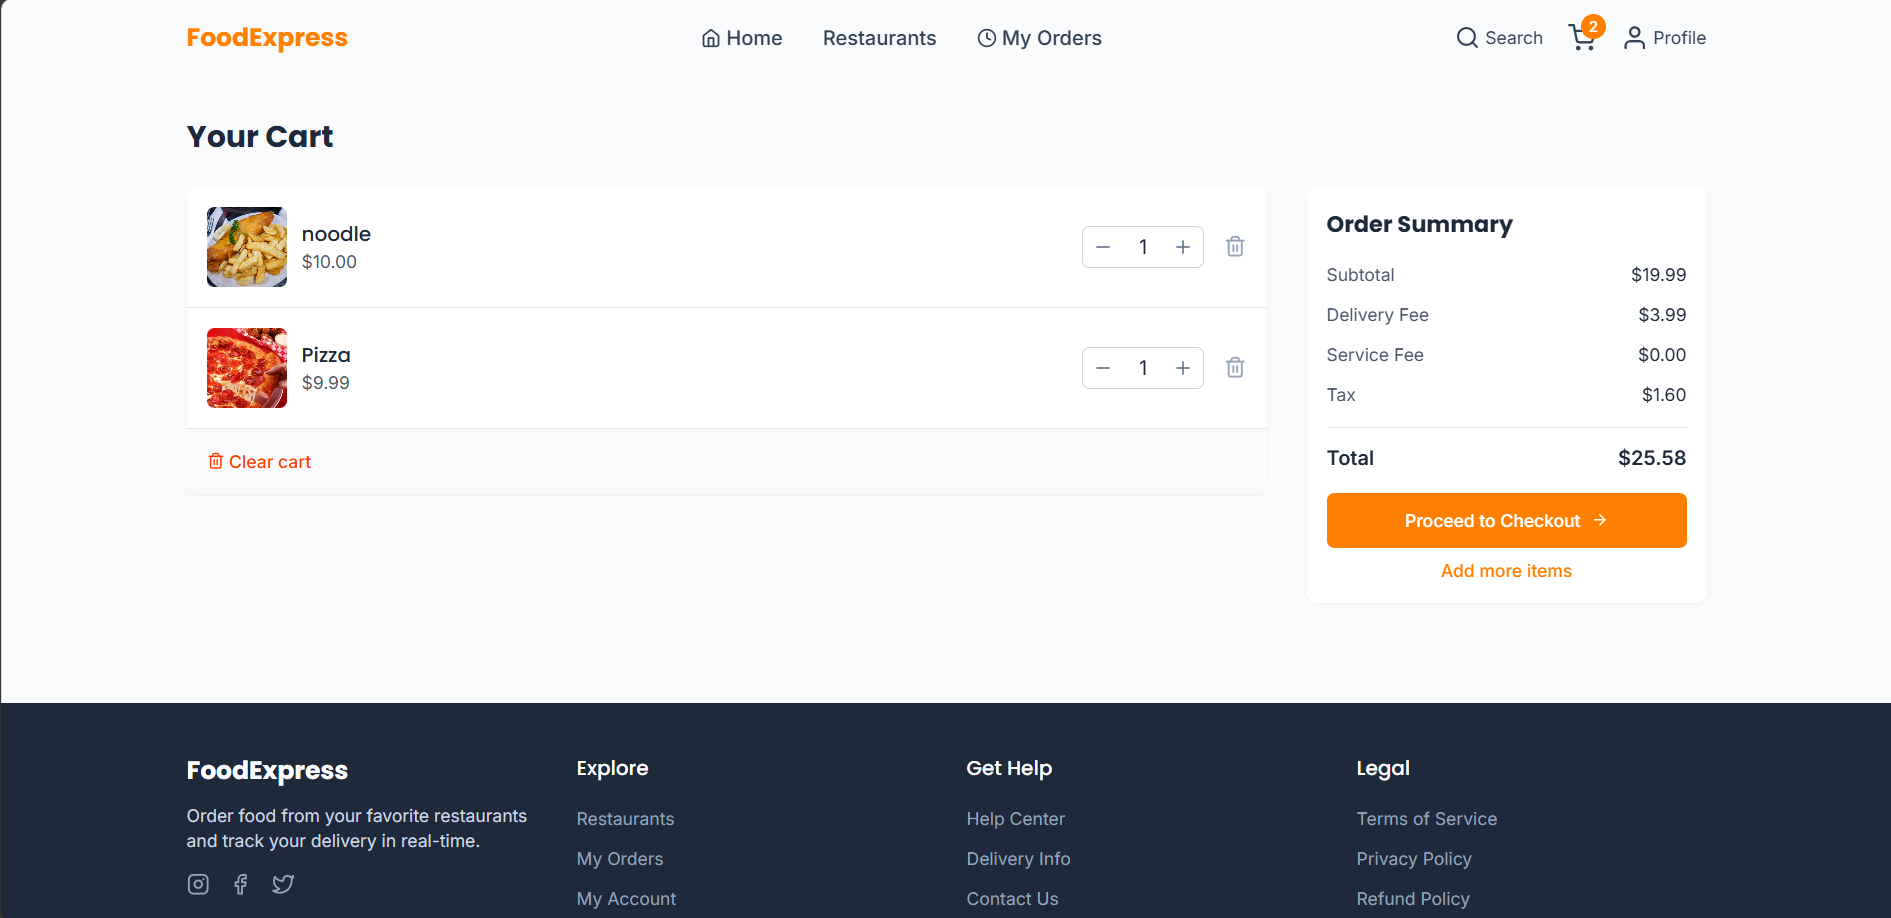 FoodExpress
Home Restaurants My Orders
Search 2 Profile
Your Cart
noodle
$10.00
1
Pizza
$9.99
1
Clear cart
Order Summary
Subtotal $19.99
Delivery Fee $3.99
Service Fee $0.00
Tax $1.60
Total $25.58
Proceed to Checkout
Add more items
FoodExpress
Order food from your favorite restaurants
and track your delivery in real-time.
Explore
Restaurants
My Orders
My Account
Get Help
Help Center
Delivery Info
Contact Us
Legal
Terms of Service
Privacy Policy
Refund Policy